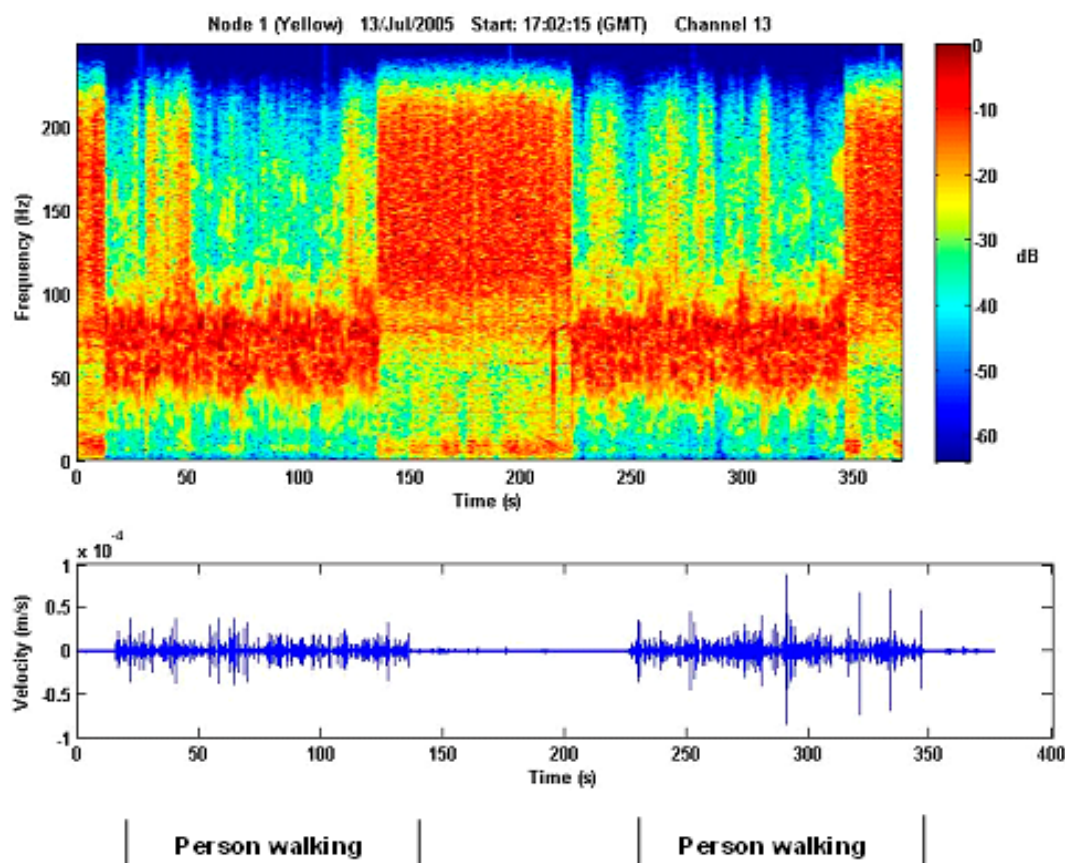 Node 1 (Yellow) 13/Jul/2005 Start: 17:02:15 (GMT) Channel 13
Frequency (Hz)
200
150
100
50
0
0 50 100 150 200 250 300 350
Time (s)
0
-10
-20
-30
-40
-50
-60
dB
x 10^-4
Velocity (m/s)
1
0.5
0
-0.5
-1
0 50 100 150 200 250 300 350 400
Time (s)
Person walking Person walking